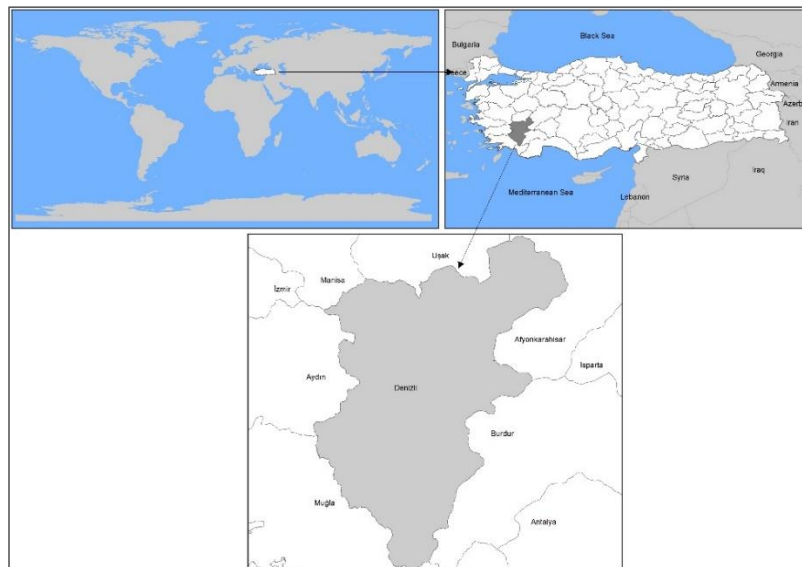 Black Sea
Bulgaria
Georgia
Armenia
Iran
Syria
Iraq
Mediterranean Sea
Lebanon
Uşak
Manisa
İzmir
Afyonkarahisar
Isparta
Aydın
Denizli
Burdur
Muğla
Antalya